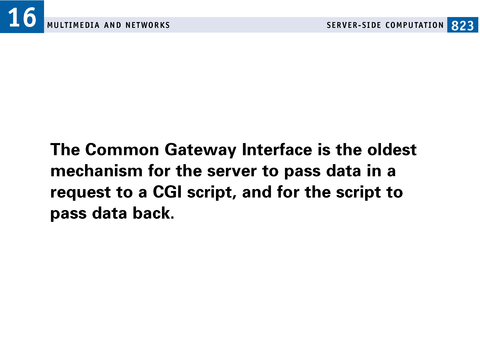 16
MULTIMEDIA AND NETWORKS
SERVER-SIDE COMPUTATION 823
The Common Gateway Interface is the oldest
mechanism for the server to pass data in a
request to a CGI script, and for the script to
pass data back.